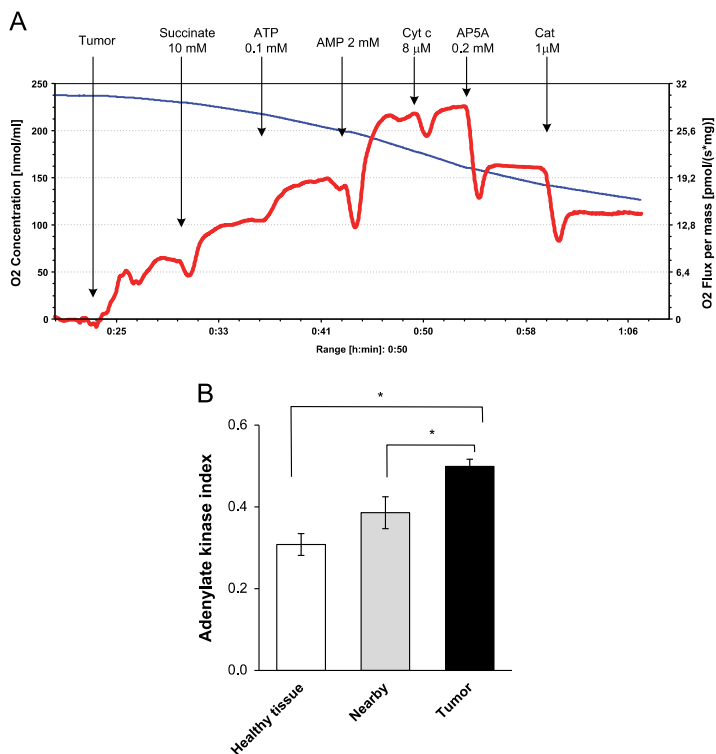 A
Tumor
Succinate
10 mM
ATP
0.1 mM
AMP 2 mM
Cyt c
8 μM
AP5A
0.2 mM
Cat
1μM
O2 Concentration [nmol/ml]
250
200
150
100
50
0
32
25,6
19,2
12,8
6,4
0
O2 Flux per mass [pmol/(s*mg)]
0:25
0:33
0:41
0:50
0:58
1:06
Range [h:min]: 0:50
B
Adenylate kinase index
0.6
0.4
0.2
0.0
*
*
Healthy tissue
Nearby
Tumor